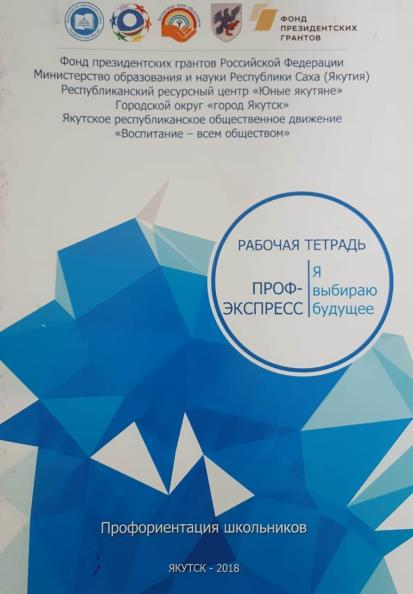 ФОНД
ПРЕЗИДЕНТСКИХ
ГРАНТОВ
Фонд президентских грантов Российской Федерации
Министерство образования и науки Республики Саха (Якутия)
Республиканский ресурсный центр «Юные якутяне»
Городской округ «город Якутск»
Якутское республиканское общественное движение
«Воспитание – всем обществом»
РАБОЧАЯ ТЕТРАДЬ
ПРОФ-
ЭКСПРЕСС
Я
выбираю
будущее
Профориентация школьников
ЯКУТСК - 2018